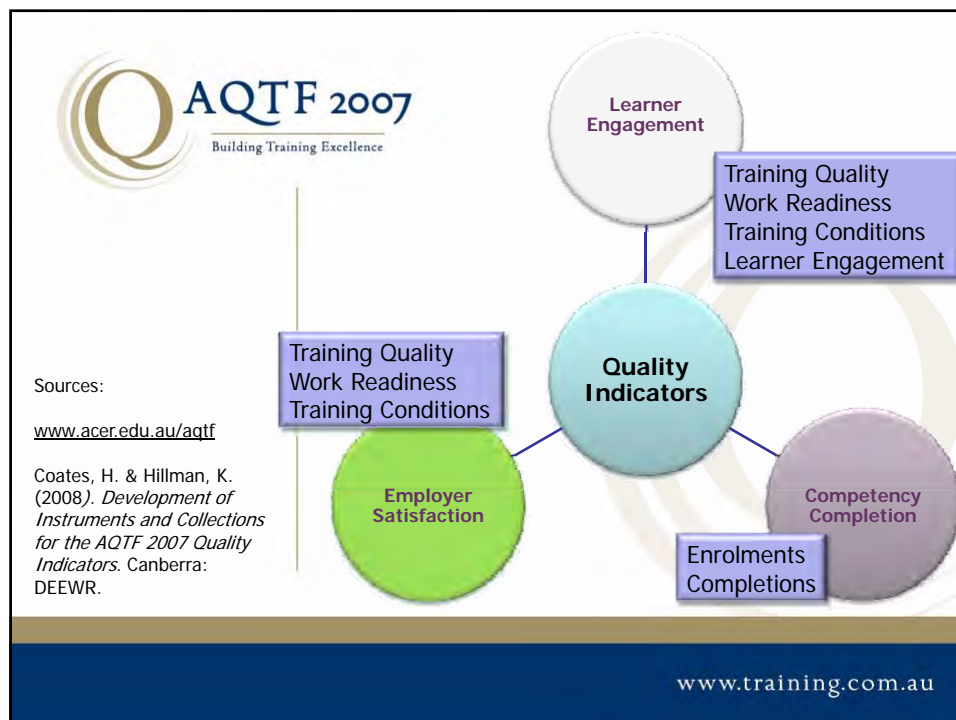 AQTF 2007
Building Training Excellence
Learner
Engagement
Training Quality
Work Readiness
Training Conditions
Learner Engagement
Quality
Indicators
Training Quality
Work Readiness
Training Conditions
Employer
Satisfaction
Competency
Completion
Enrolments
Completions
Sources:
www.acer.edu.au/aqtf
Coates, H. & Hillman, K.
(2008). Development of
Instruments and Collections
for the AQTF 2007 Quality
Indicators. Canberra:
DEEWR.
www.training.com.au